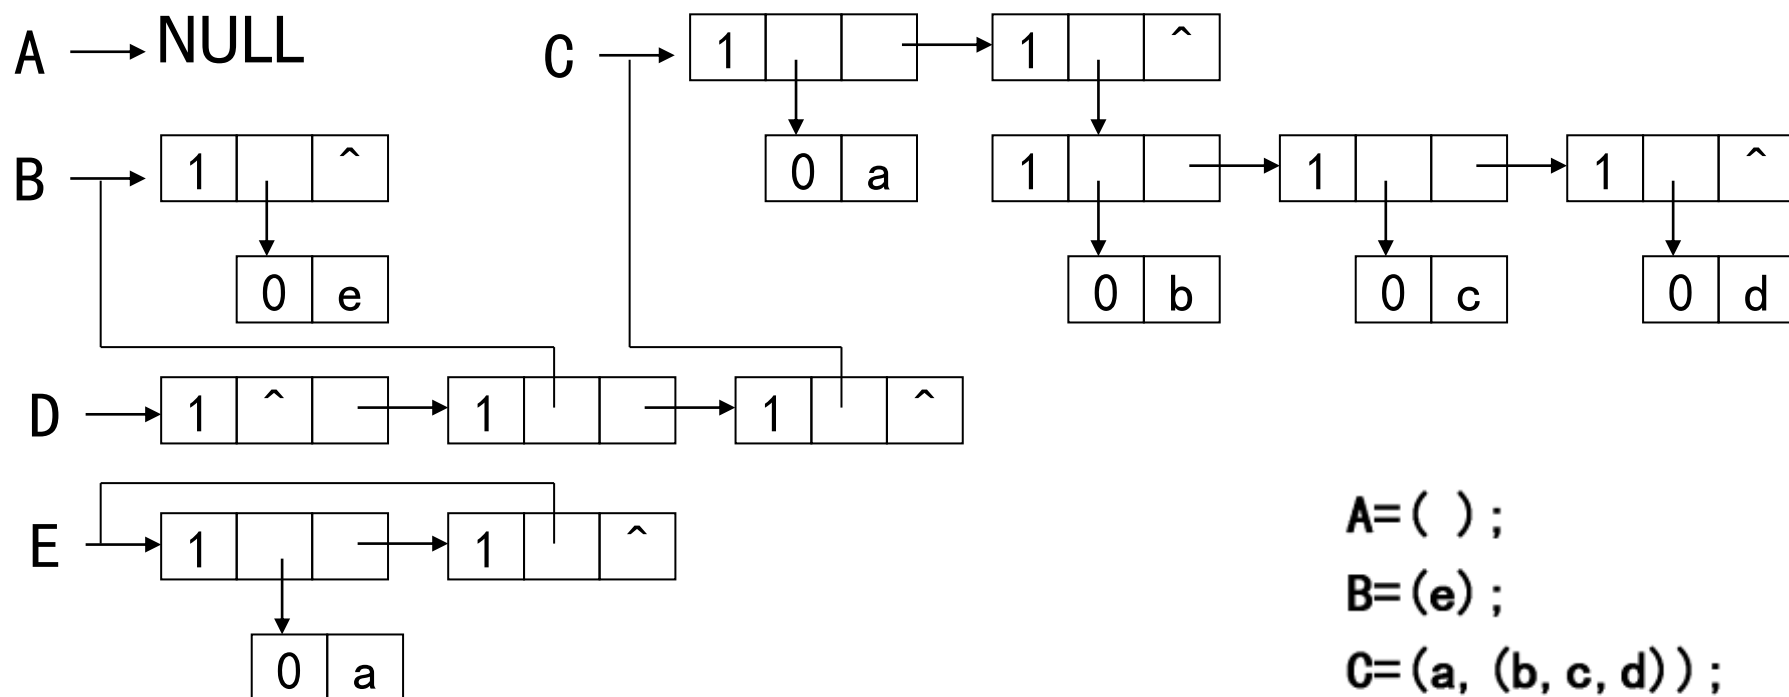 A NULL
C 1 1 ^
B 1 ^
0 a 1 1 1 ^
0 e 0 b 0 c 0 d
D 1 ^ 1 1 ^
E 1 1 ^
0 a
A=( );
B=(e);
C=(a, (b, c, d));